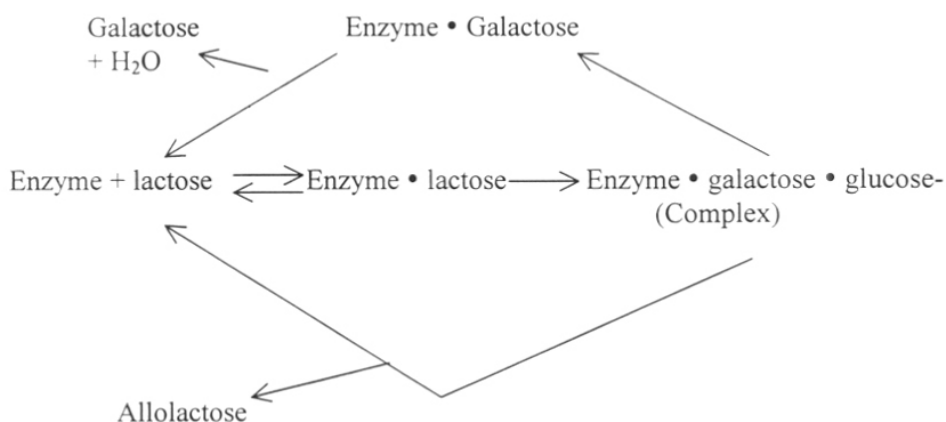 Galactose
+ H₂O
Enzyme • Galactose
Enzyme + lactose
Enzyme • lactose
Enzyme • galactose • glucose-
(Complex)
Allolactose